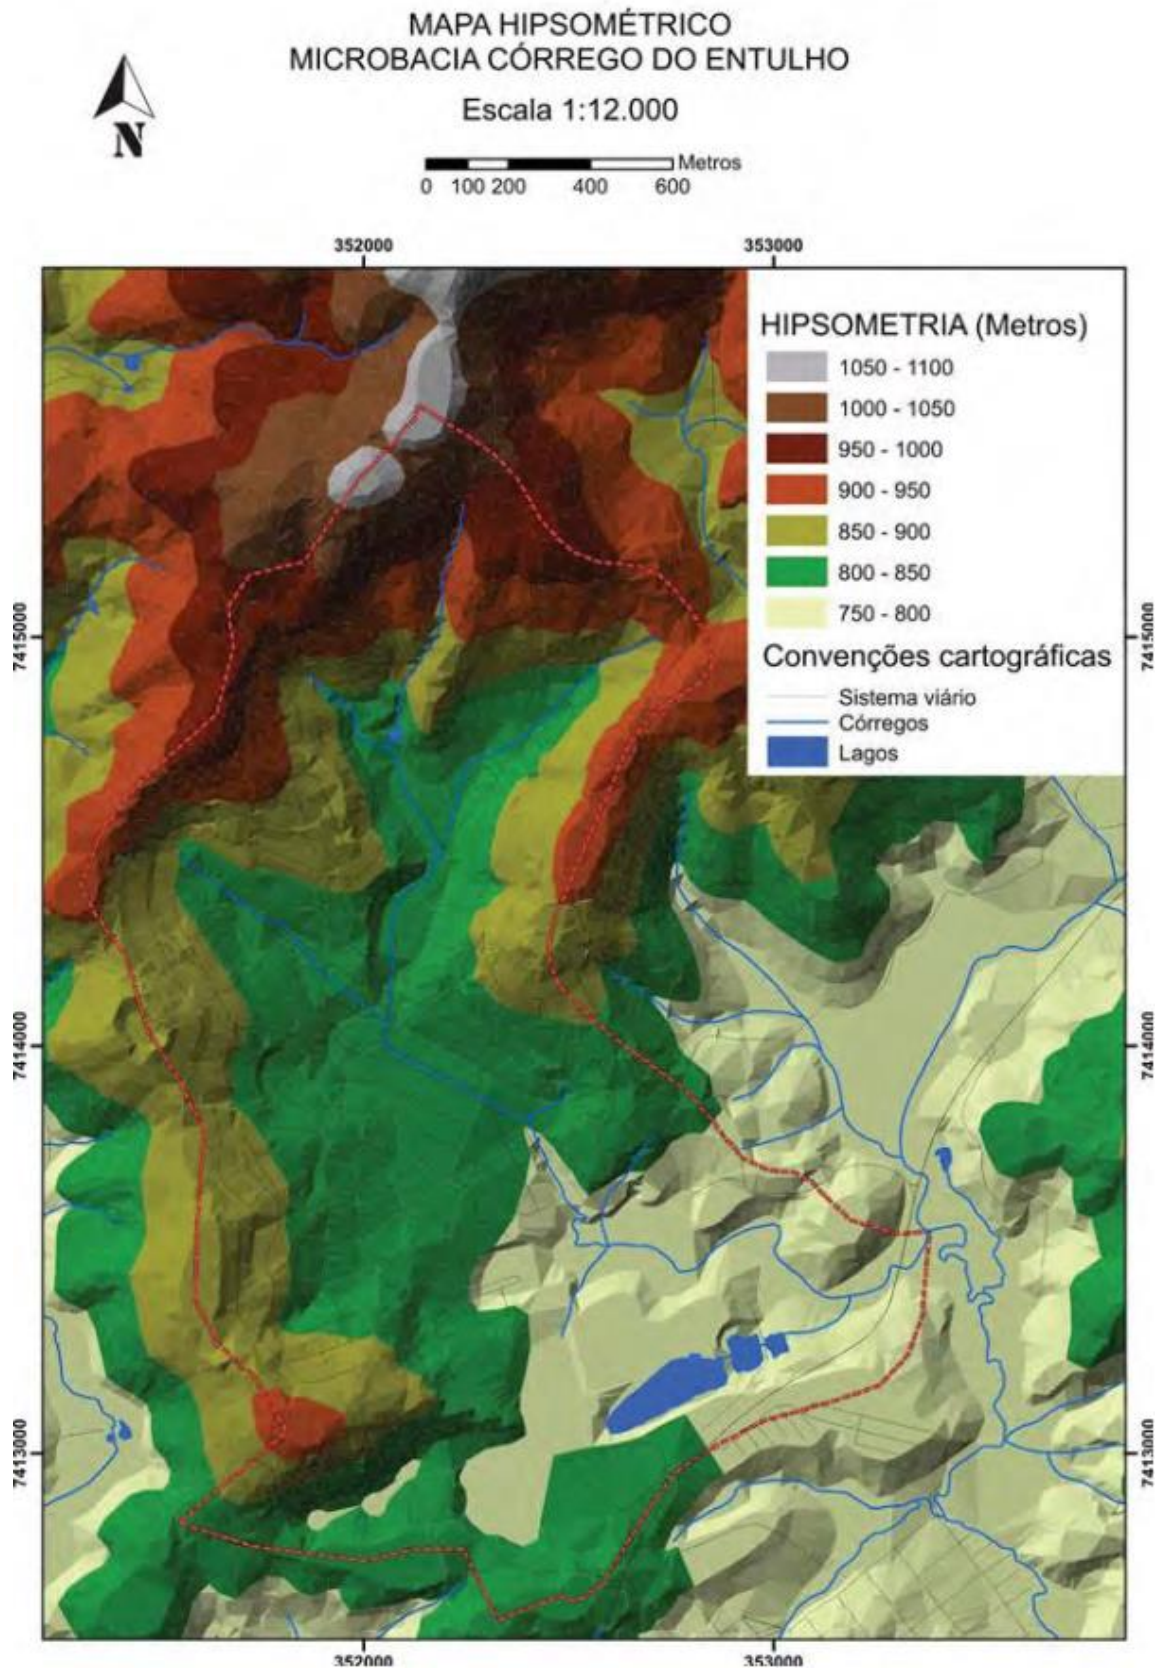 MAPA HIPSOMÉTRICO
MICROBACIA CÓRREGO DO ENTULHO
Escala 1:12.000
N
Metros
0 100 200 400 600
352000 353000
HIPSOMETRIA (Metros)
1050 - 1100
1000 - 1050
950 - 1000
900 - 950
850 - 900
800 - 850
750 - 800
Convenções cartográficas
Sistema viário
Córregos
Lagos
7415000 7415000
7414000 7414000
7413000 7413000
352000 353000